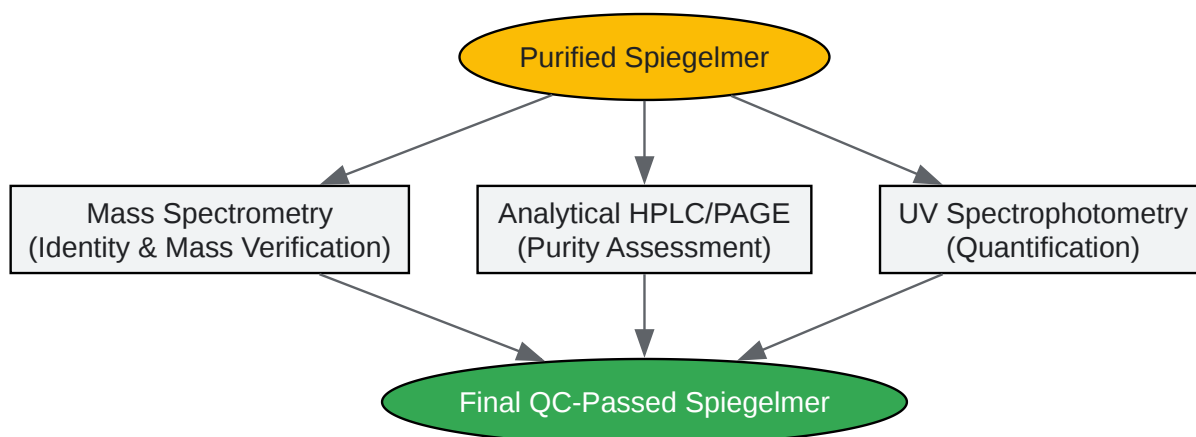 Purified Spiegelmer
Mass Spectrometry
(Identity & Mass Verification)
Analytical HPLC/PAGE
(Purity Assessment)
UV Spectrophotometry
(Quantification)
Final QC-Passed Spiegelmer